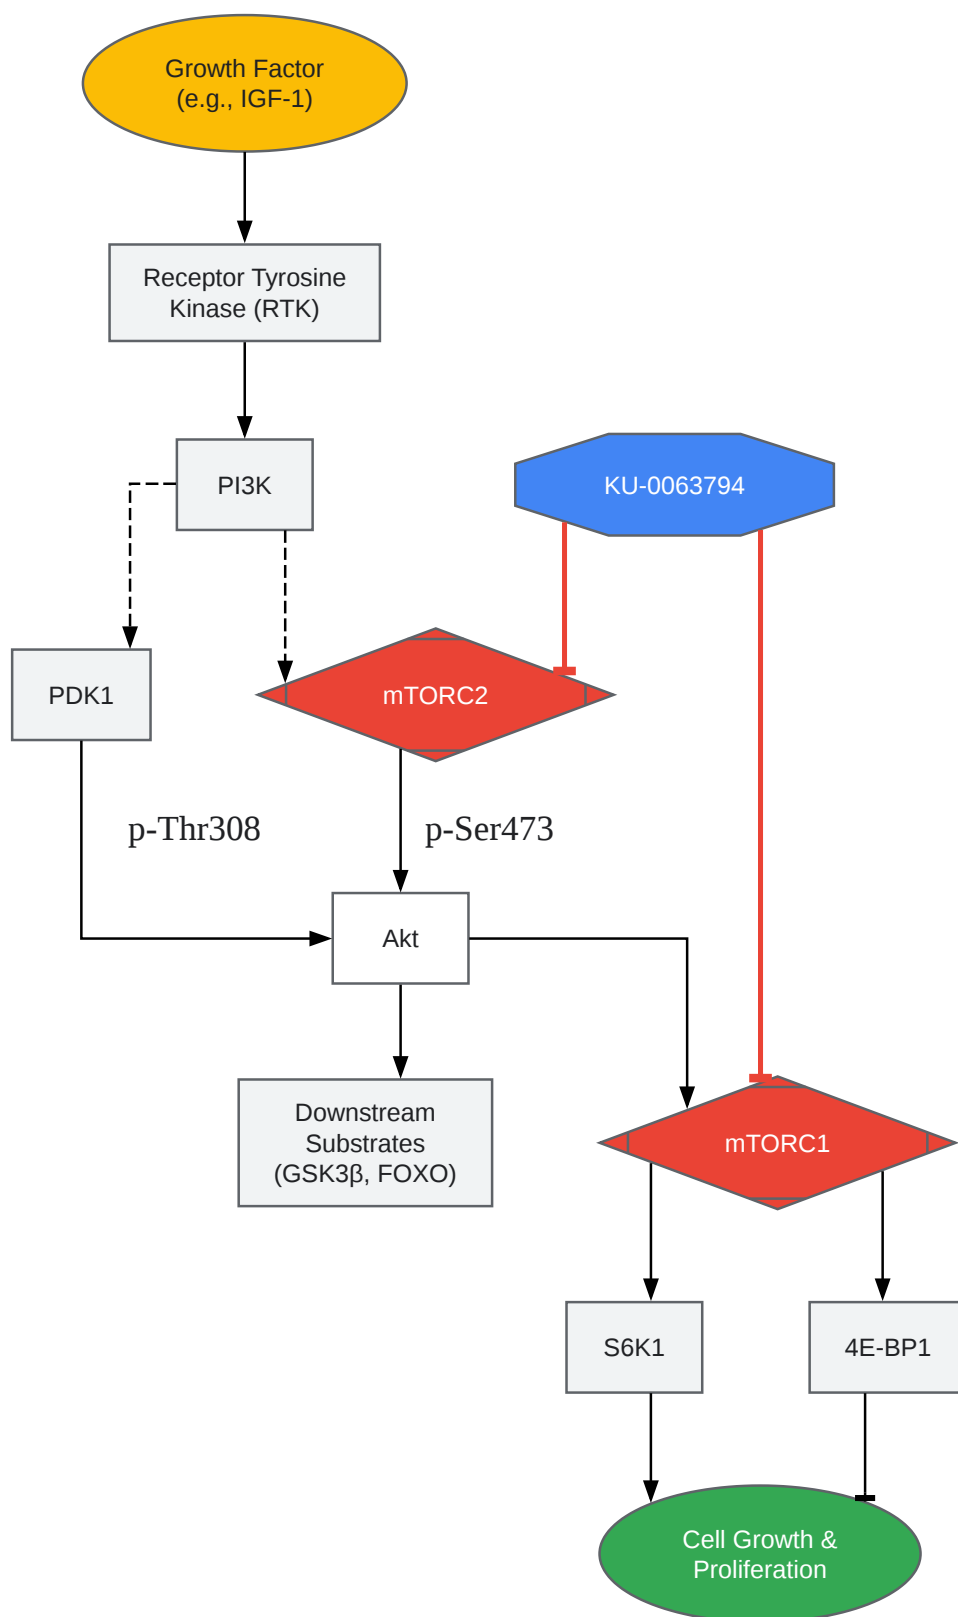 Growth Factor
(e.g., IGF-1)
Receptor Tyrosine
Kinase (RTK)
PI3K
KU-0063794
PDK1
mTORC2
p-Thr308
p-Ser473
Akt
Downstream
Substrates
(GSK3β, FOXO)
mTORC1
S6K1
4E-BP1
Cell Growth &
Proliferation